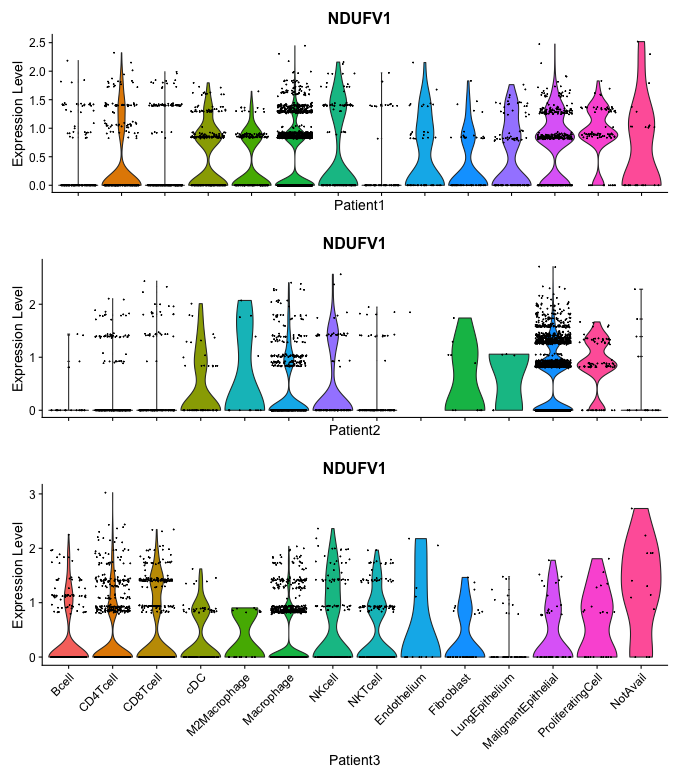 NDUFV1
Expression Level
2.5
2.0
1.5
1.0
0.5
0.0
Patient1
NDUFV1
Expression Level
2
1
0
Patient2
NDUFV1
Expression Level
3
2
1
0
Bcell
CD4Tcell
CD8Tcell
cDC
M2Macrophage
Macrophage
NKcell
NKTcell
Endothelium
Fibroblast
LungEpithelium
MalignantEpithelial
ProliferatingCell
NotAvail
Patient3